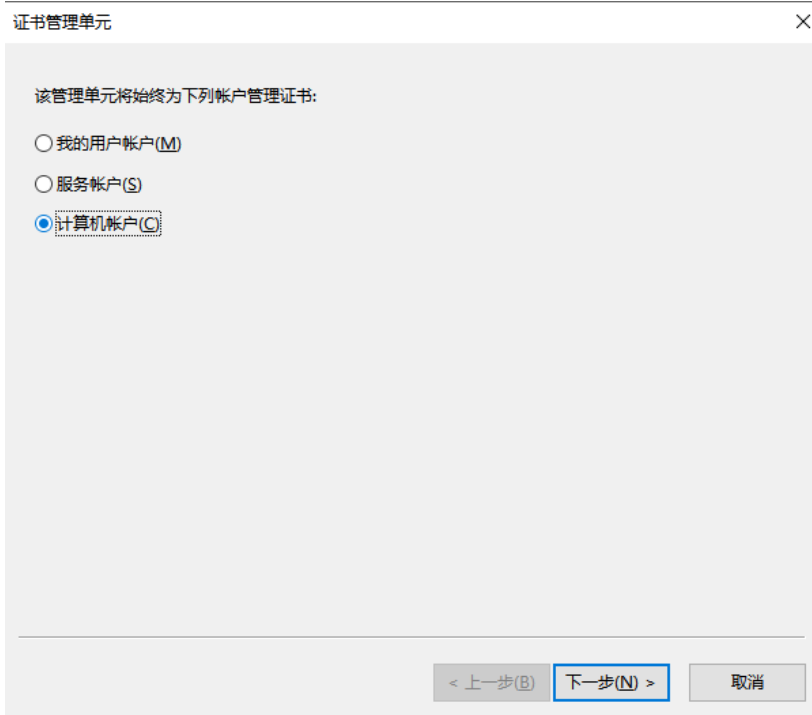 证书管理单元
该管理单元将始终为下列帐户管理证书:
我的用户帐户(M)
服务帐户(S)
计算机帐户(C)
< 上一步(B) 下一步(N) > 取消